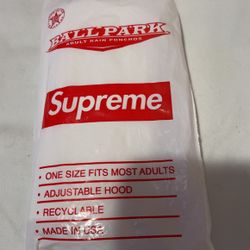 BALL PARK
ADULT RAIN PONCHOS
Supreme
• ONE SIZE FITS MOST ADULTS
• ADJUSTABLE HOOD
• RECYCLABLE
• MADE IN USA